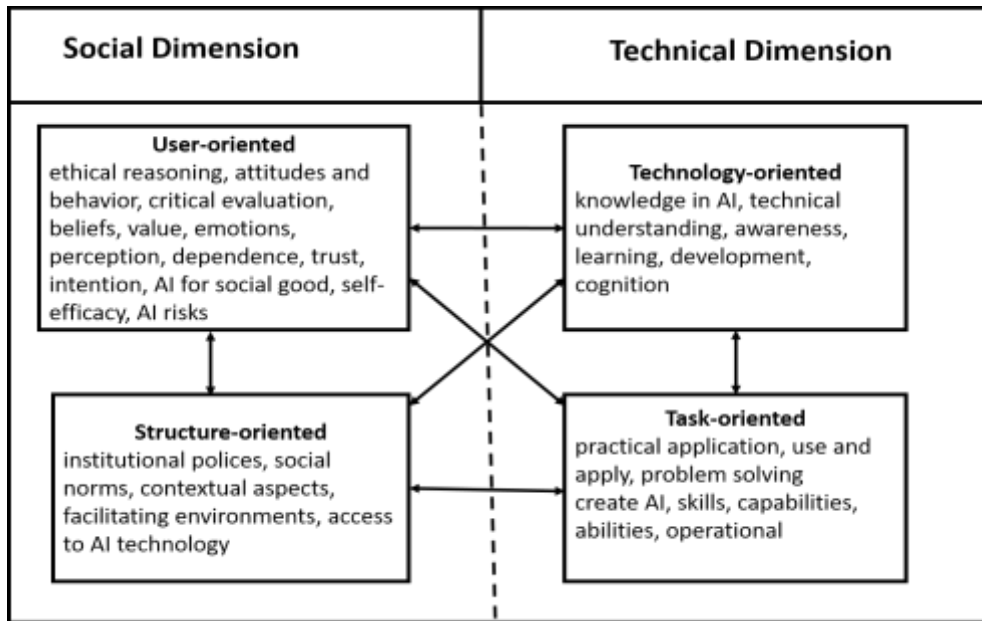 Social Dimension
Technical Dimension
User-oriented
ethical reasoning, attitudes and
behavior, critical evaluation,
beliefs, value, emotions,
perception, dependence, trust,
intention, AI for social good, self-
efficacy, AI risks
Technology-oriented
knowledge in AI, technical
understanding, awareness,
learning, development,
cognition
Structure-oriented
institutional polices, social
norms, contextual aspects,
facilitating environments, access
to AI technology
Task-oriented
practical application, use and
apply, problem solving
create AI, skills, capabilities,
abilities, operational